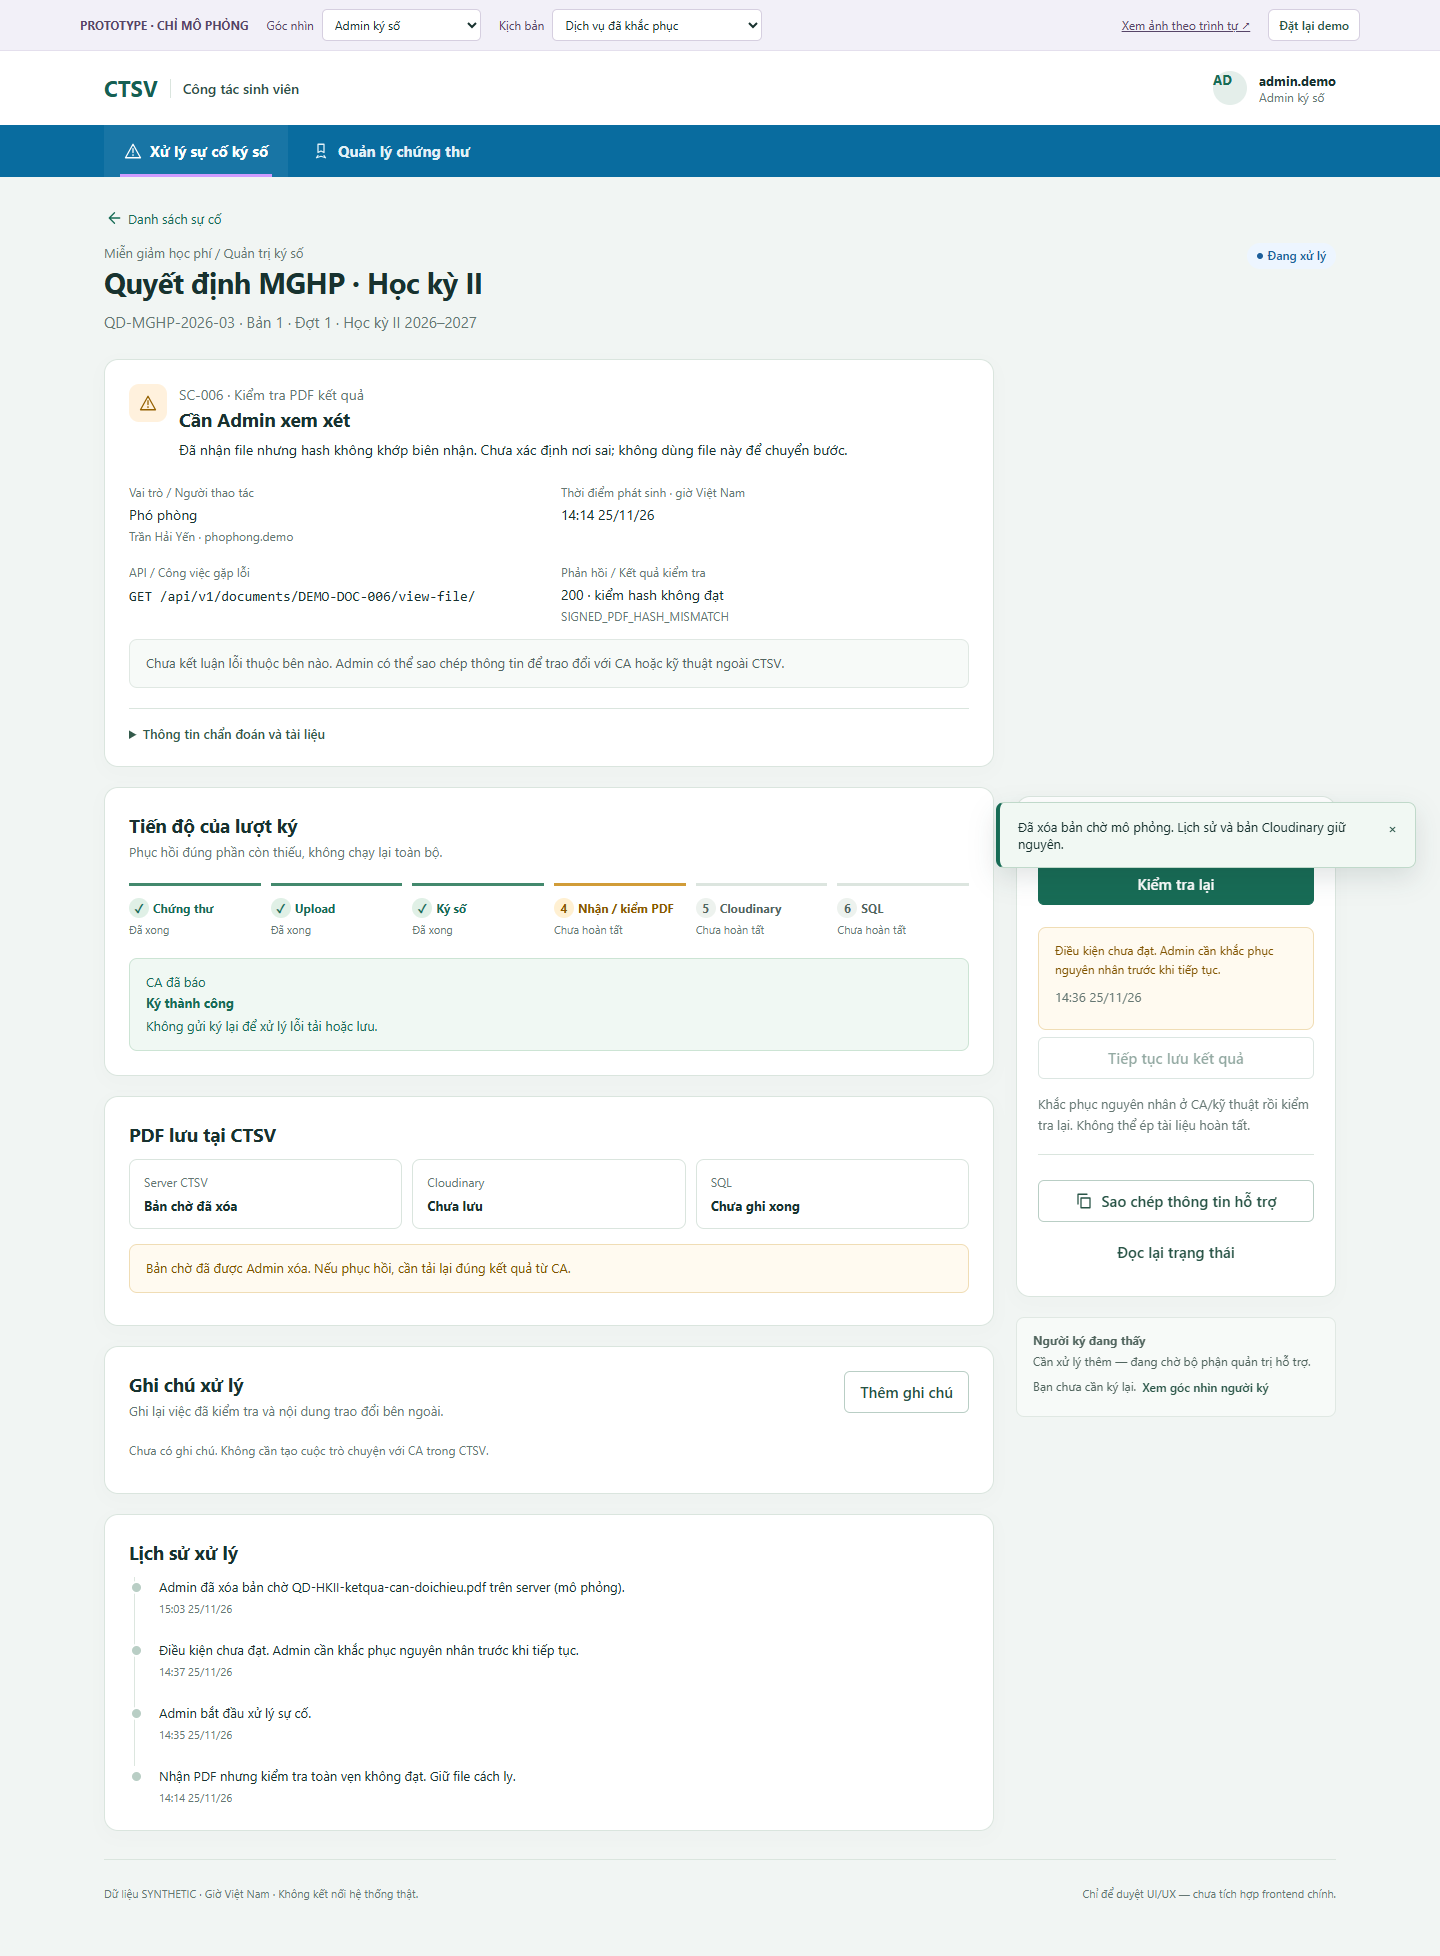 PROTOTYPE · CHỈ MÔ PHỎNG
Góc nhìn
Admin ký số
Kịch bản
Dịch vụ đã khắc phục
Xem ảnh theo trình tự ↗
Đặt lại demo
CTSV
Công tác sinh viên
AD
admin.demo
Admin ký số
Xử lý sự cố ký số
Quản lý chứng thư
← Danh sách sự cố
Miễn giảm học phí / Quản trị ký số
Đang xử lý
Quyết định MGHP · Học kỳ II
QD-MGHP-2026-03 · Bản 1 · Đợt 1 · Học kỳ II 2026–2027
SC-006 · Kiểm tra PDF kết quả
Cần Admin xem xét
Đã nhận file nhưng hash không khớp biên nhận. Chưa xác định nơi sai; không dùng file này để chuyển bước.
Vai trò / Người thao tác
Phó phòng
Trần Hải Yến · phophong.demo
Thời điểm phát sinh · giờ Việt Nam
14:14 25/11/26
API / Công việc gặp lỗi
GET /api/v1/documents/DEMO-DOC-006/view-file/
Phản hồi / Kết quả kiểm tra
200 · kiểm hash không đạt
SIGNED_PDF_HASH_MISMATCH
Chưa kết luận lỗi thuộc bên nào. Admin có thể sao chép thông tin để trao đổi với CA hoặc kỹ thuật ngoài CTSV.
Thông tin chẩn đoán và tài liệu
Tiến độ của lượt ký
Phục hồi đúng phần còn thiếu, không chạy lại toàn bộ.
✓ Chứng thư
Đã xong
✓ Upload
Đã xong
✓ Ký số
Đã xong
4 Nhận / kiểm PDF
Chưa hoàn tất
5 Cloudinary
Chưa hoàn tất
6 SQL
Chưa hoàn tất
CA đã báo
Ký thành công
Không gửi ký lại để xử lý lỗi tải hoặc lưu.
PDF lưu tại CTSV
Server CTSV
Bản chờ đã xóa
Cloudinary
Chưa lưu
SQL
Chưa ghi xong
Bản chờ đã được Admin xóa. Nếu phục hồi, cần tải lại đúng kết quả từ CA.
Ghi chú xử lý
Ghi lại việc đã kiểm tra và nội dung trao đổi bên ngoài.
Thêm ghi chú
Chưa có ghi chú. Không cần tạo cuộc trò chuyện với CA trong CTSV.
Lịch sử xử lý
Admin đã xóa bản chờ QD-HKII-ketqua-can-doichieu.pdf trên server (mô phỏng).
15:03 25/11/26
Điều kiện chưa đạt. Admin cần khắc phục nguyên nhân trước khi tiếp tục.
14:37 25/11/26
Admin bắt đầu xử lý sự cố.
14:35 25/11/26
Nhận PDF nhưng kiểm tra toàn vẹn không đạt. Giữ file cách ly.
14:14 25/11/26
Đã xóa bản chờ mô phỏng. Lịch sử và bản Cloudinary giữ
nguyên.
×
Kiểm tra lại
Điều kiện chưa đạt. Admin cần khắc phục
nguyên nhân trước khi tiếp tục.
14:36 25/11/26
Tiếp tục lưu kết quả
Khắc phục nguyên nhân ở CA/kỹ thuật rồi kiểm
tra lại. Không thể ép tài liệu hoàn tất.
Sao chép thông tin hỗ trợ
Đọc lại trạng thái
Người ký đang thấy
Cần xử lý thêm — đang chờ bộ phận quản trị hỗ trợ.
Bạn chưa cần ký lại. Xem góc nhìn người ký
Dữ liệu SYNTHETIC · Giờ Việt Nam · Không kết nối hệ thống thật.
Chỉ để duyệt UI/UX — chưa tích hợp frontend chính.